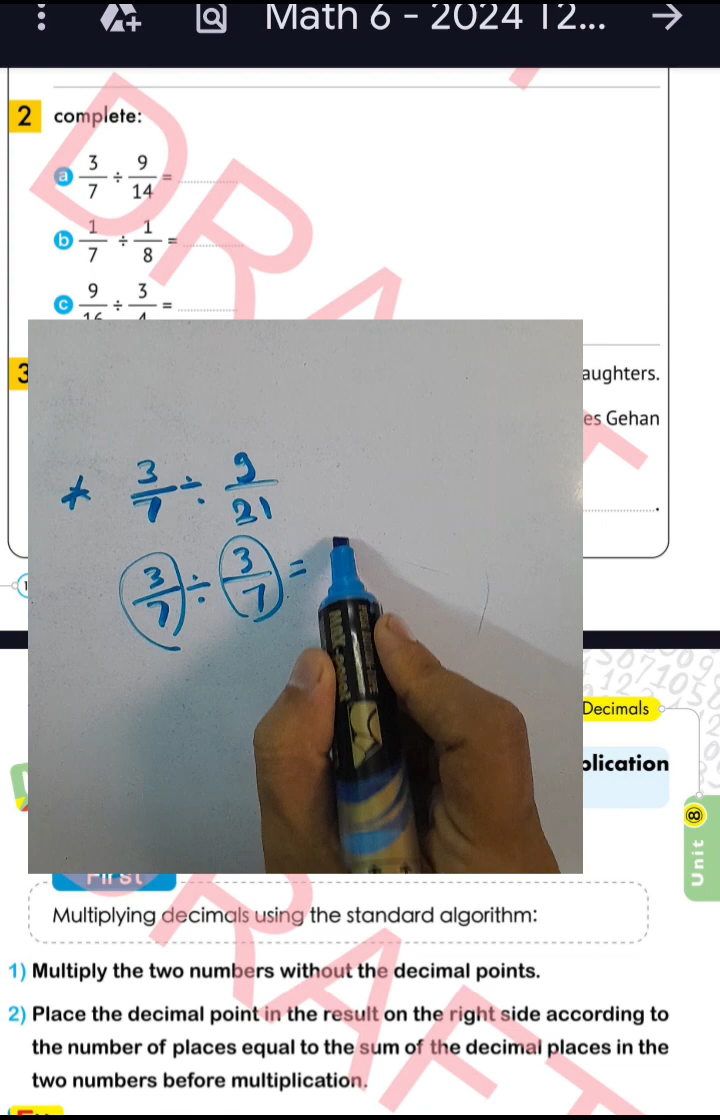 Math 6 - 2024 T2...
2 complete:
a 3/7 ÷ 9/14 = ..............
b 1/7 ÷ 1/8 = ..............
c 9/16 ÷ 3/4 = ..............
3
aughters.
es Gehan
* 3/7 ÷ 9/21
3/7 ÷ 3/7 =
Decimals
plication
Unit 8
First
Multiplying decimals using the standard algorithm:
1) Multiply the two numbers without the decimal points.
2) Place the decimal point in the result on the right side according to
the number of places equal to the sum of the decimal places in the
two numbers before multiplication.
DRAFT
DRAFT